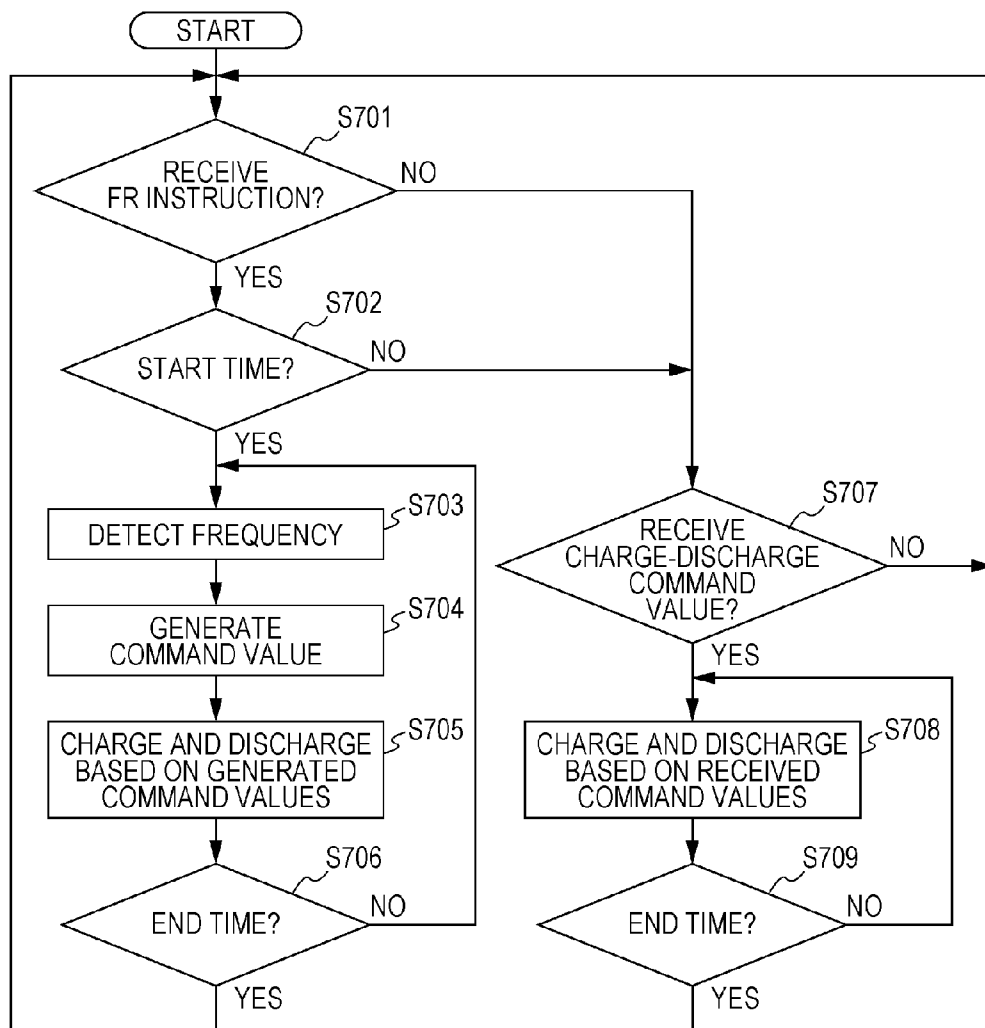 START
S701
RECEIVE
FR INSTRUCTION?
NO
YES
S702
START TIME?
NO
YES
S703
DETECT FREQUENCY
S704
GENERATE
COMMAND VALUE
S705
CHARGE AND DISCHARGE
BASED ON GENERATED
COMMAND VALUES
S706
END TIME?
NO
YES
S707
RECEIVE
CHARGE-DISCHARGE
COMMAND
VALUE?
NO
YES
S708
CHARGE AND DISCHARGE
BASED ON RECEIVED
COMMAND VALUES
S709
END TIME?
NO
YES